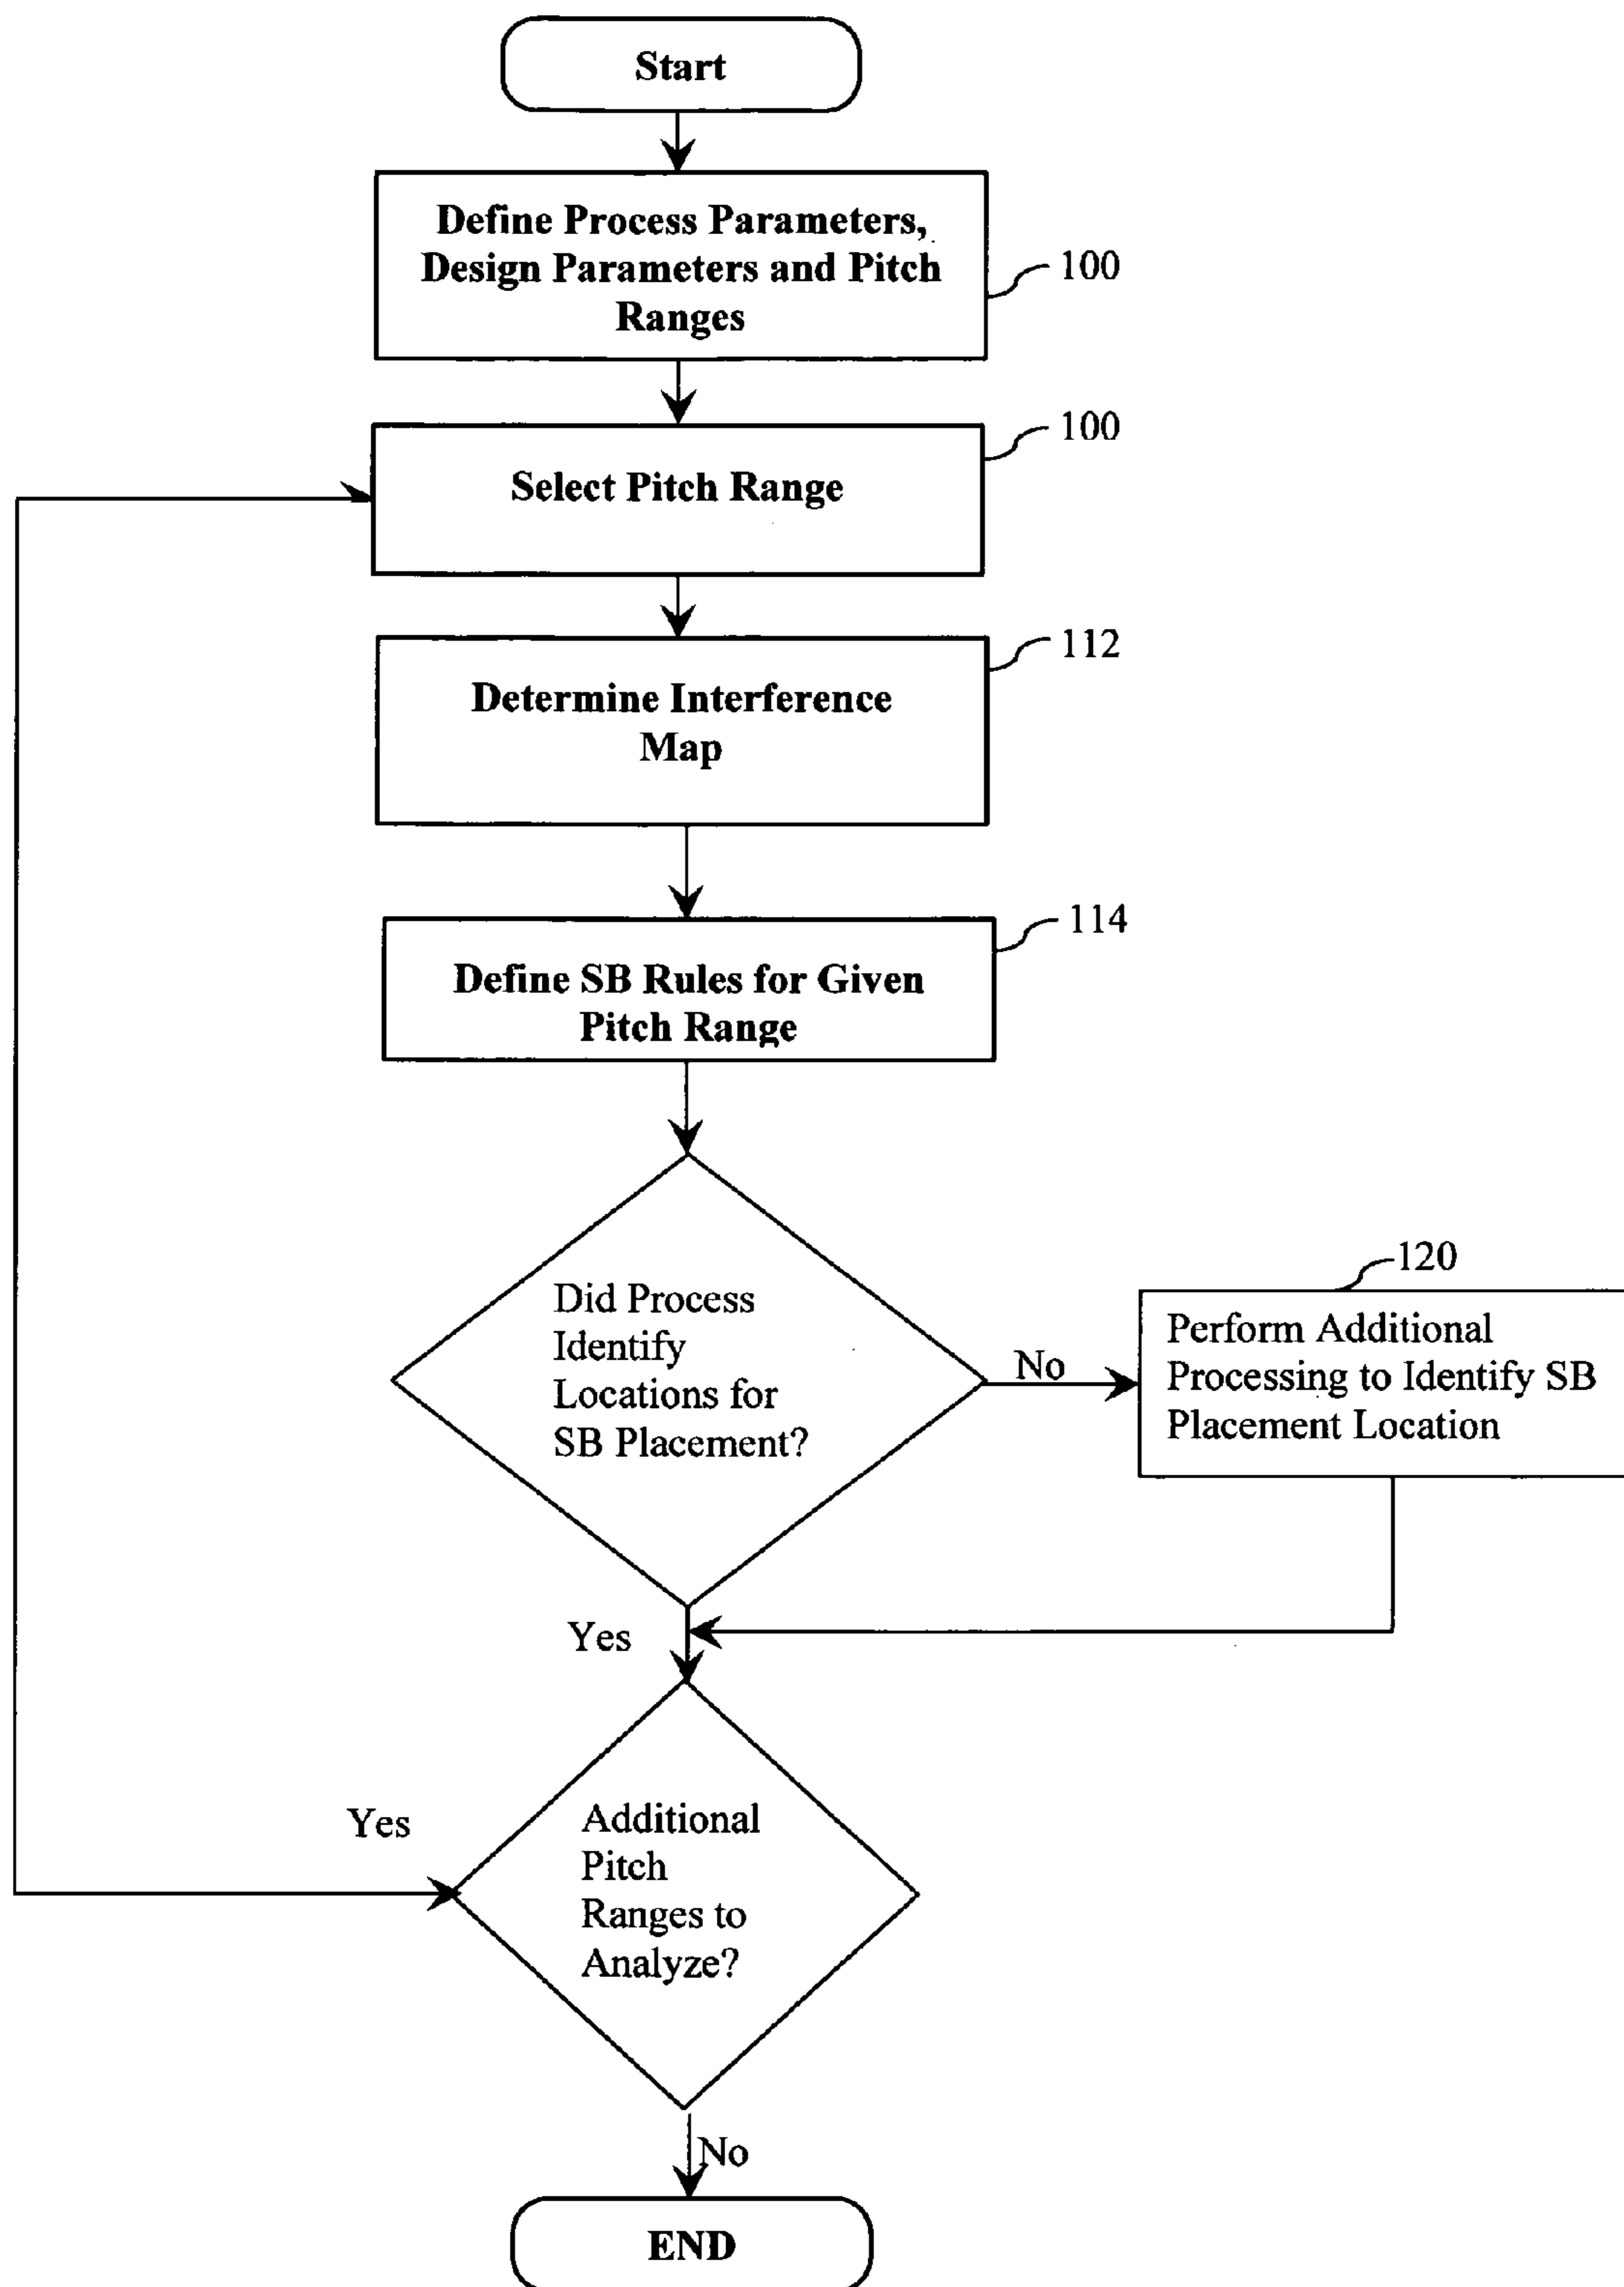 Start
Define Process Parameters,
Design Parameters and Pitch
Ranges
100
Select Pitch Range
100
Determine Interference
Map
112
Define SB Rules for Given
Pitch Range
114
Did Process
Identify
Locations for
SB Placement?
No
120
Perform Additional
Processing to Identify SB
Placement Location
Yes
Yes
Additional
Pitch
Ranges to
Analyze?
No
END